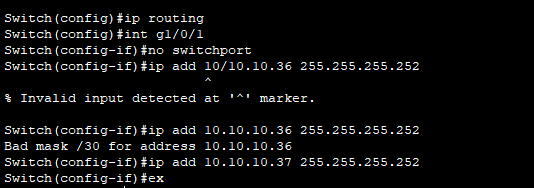 Switch(config)#ip routing
Switch(config)#int g1/0/1
Switch(config-if)#no switchport
Switch(config-if)#ip add 10/10.10.36 255.255.255.252
^
% Invalid input detected at '^' marker.
Switch(config-if)#ip add 10.10.10.36 255.255.255.252
Bad mask /30 for address 10.10.10.36
Switch(config-if)#ip add 10.10.10.37 255.255.255.252
Switch(config-if)#ex